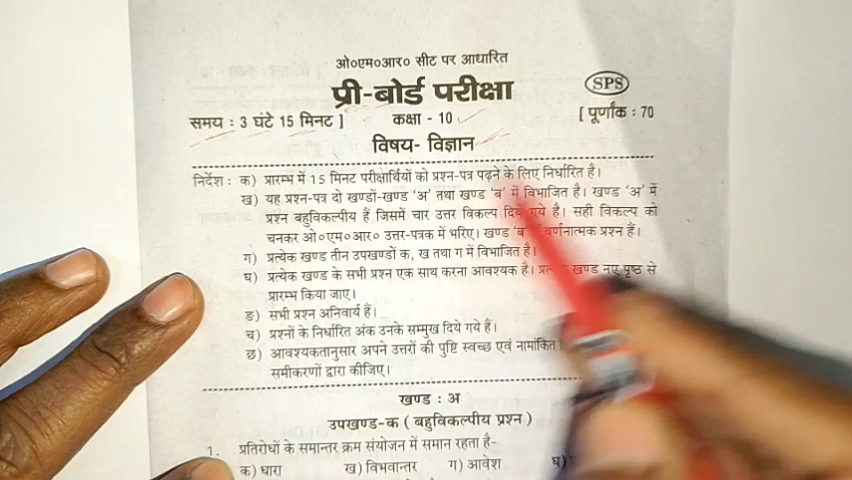 ओ०एम०आर० सीट पर आधारित
प्री-बोर्ड परीक्षा
SPS
समय : 3 घंटे 15 मिनट ] कक्षा - 10 [ पूर्णांक : 70
विषय- विज्ञान
निर्देश : क) प्रारम्भ में 15 मिनट परीक्षार्थियों को प्रश्न-पत्र पढ़ने के लिए निर्धारित है।
ख) यह प्रश्न-पत्र दो खण्डों-खण्ड ‘अ’ तथा खण्ड ‘ब’ में विभाजित है। खण्ड ‘अ’ में
प्रश्न बहुविकल्पीय हैं जिसमें चार उत्तर विकल्प दिये गये है। सही विकल्प को
चनकर ओ०एम०आर० उत्तर-पत्रक में भरिए। खण्ड ‘ब’ वर्णनात्मक प्रश्न हैं।
ग) प्रत्येक खण्ड तीन उपखण्डों क, ख तथा ग में विभाजित है।
घ) प्रत्येक खण्ड के सभी प्रश्न एक साथ करना आवश्यक है। खण्ड नए पृष्ठ से
प्रारम्भ किया जाए।
ङ) सभी प्रश्न अनिवार्य हैं।
च) प्रश्नों के निर्धारित अंक उनके सम्मुख दिये गये हैं।
छ) आवश्यकतानुसार अपने उत्तरों की पुष्टि स्वच्छ एवं नामांकित
समीकरणों द्वारा कीजिए।
खण्ड : अ
उपखण्ड-क ( बहुविकल्पीय प्रश्न )
1. प्रतिरोधों के समान्तर क्रम संयोजन में समान रहता है-
क) धारा ख) विभवान्तर ग) आवेश घ)